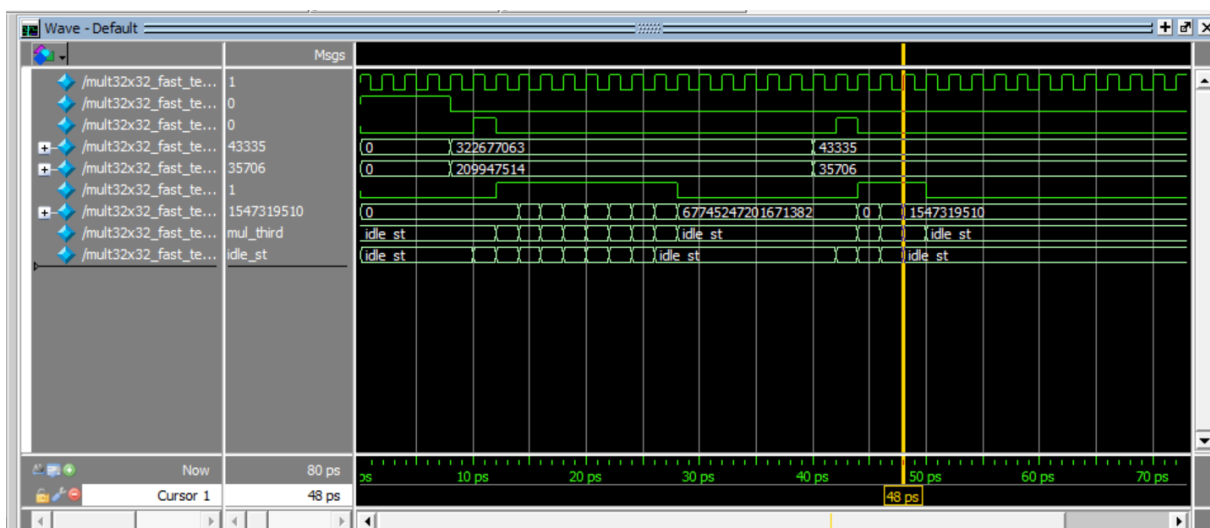 Wave - Default
Msgs
/mult32x32_fast_te... 1
/mult32x32_fast_te... 0
/mult32x32_fast_te... 0
/mult32x32_fast_te... 43335 0 322677063 43335
/mult32x32_fast_te... 35706 0 209947514 35706
/mult32x32_fast_te... 1
/mult32x32_fast_te... 1547319510 0 67745247201671382 0 1547319510
/mult32x32_fast_te... mul_third idle_st idle_st idle_st
/mult32x32_fast_te... idle_st idle_st idle_st idle_st
Now 80 ps ps 10 ps 20 ps 30 ps 40 ps 50 ps 60 ps 70 ps
Cursor 1 48 ps 48 ps